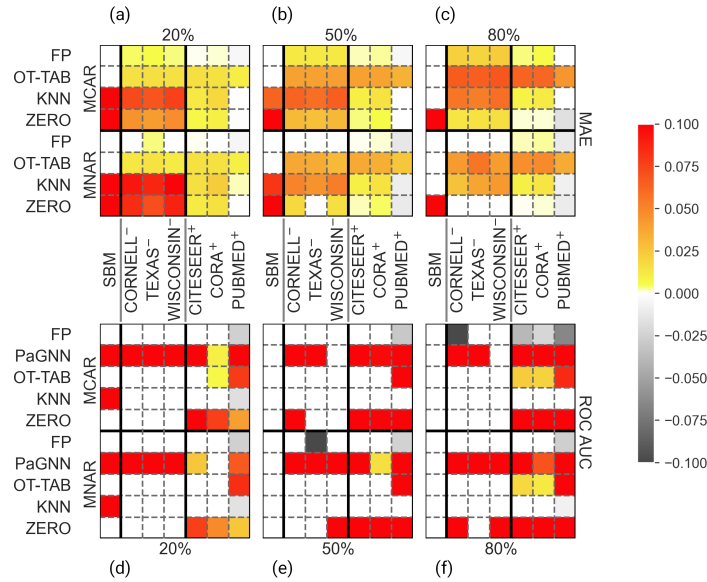 (a) (b) (c)
20% 50% 80%
FP
OT-TAB
KNN
ZERO
MCAR
FP
OT-TAB
KNN
ZERO
MNAR
MAE
SBM CORNELL⁻ TEXAS⁻ WISCONSIN⁻ CITESEER⁺ CORA⁺ PUBMED⁺
SBM CORNELL⁻ TEXAS⁻ WISCONSIN⁻ CITESEER⁺ CORA⁺ PUBMED⁺
SBM CORNELL⁻ TEXAS⁻ WISCONSIN⁻ CITESEER⁺ CORA⁺ PUBMED⁺
FP
PaGNN
OT-TAB
KNN
ZERO
MCAR
FP
PaGNN
OT-TAB
KNN
ZERO
MNAR
ROC AUC
20% 50% 80%
(d) (e) (f)
0.100
0.075
0.050
0.025
0.000
−0.025
−0.050
−0.075
−0.100